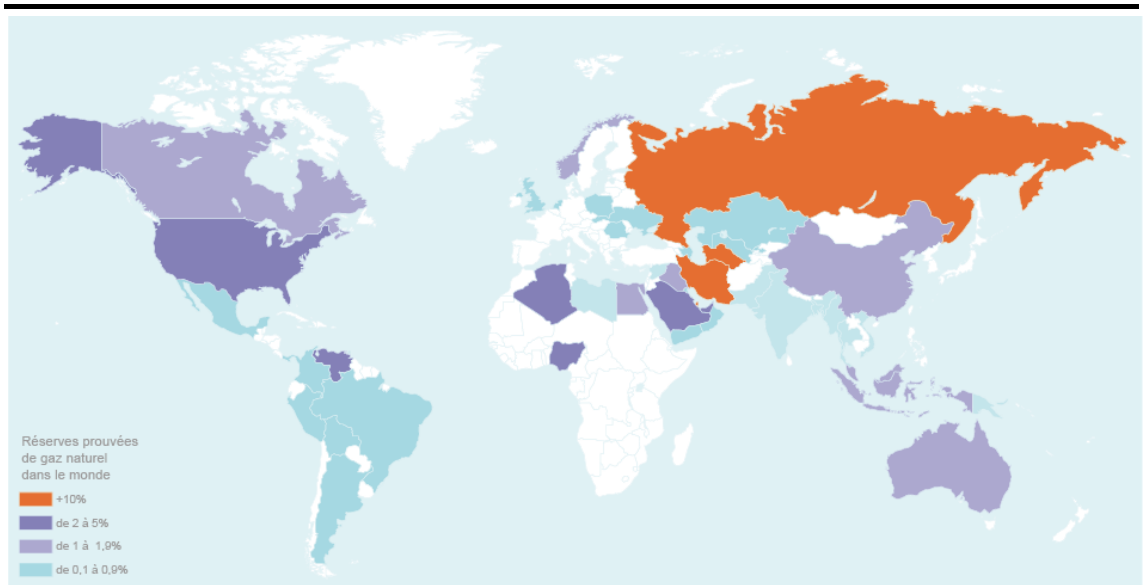 Réserves prouvées
de gaz naturel
dans le monde
+10%
de 2 à 5%
de 1 à 1,9%
de 0,1 à 0,9%